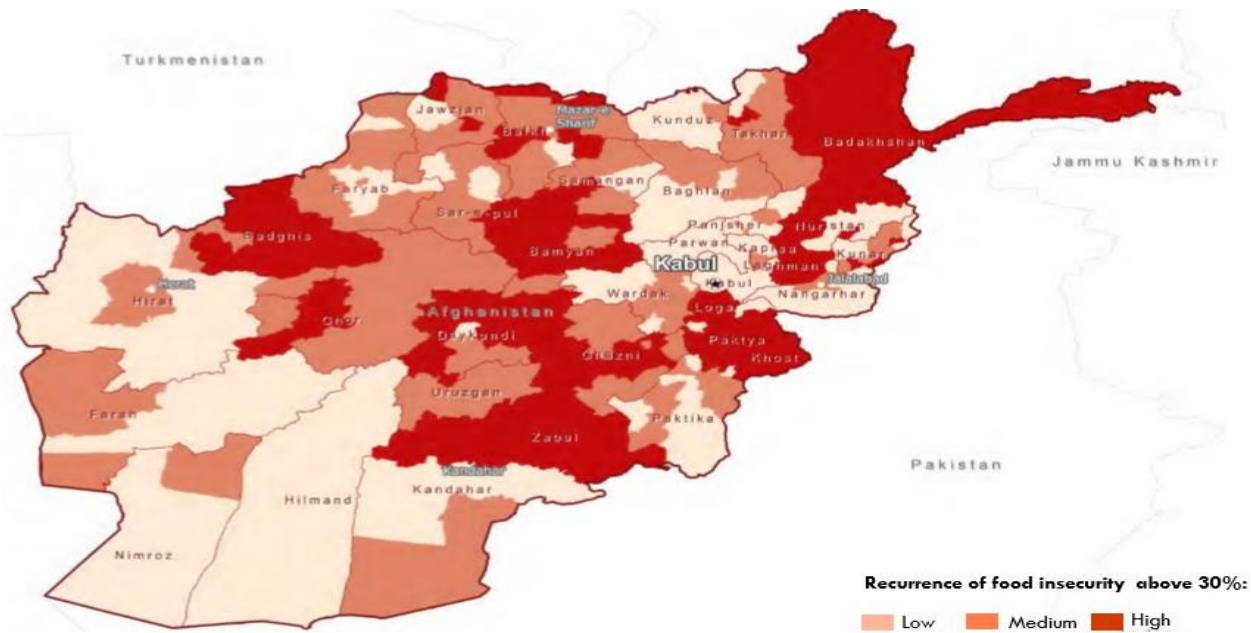 Turkmenistan
Jawzjan
Mazar-e
Sharif
Balkh
Kunduz
Takhar
Badakhshan
Jammu Kashmir
Faryab
Samangan
Baghlan
Sar-e-pul
Panjsher
Nuristan
Badghis
Bamyan
Parwan
Kapisa
Kunar
Kabul
Laghman
Jalalabad
Herat
Hirat
Wardak
Kabul
Nangarhar
Ghor
Afghanistan
Loga
Daykundi
Ghazni
Paktya
Khost
Uruzgan
Farah
Paktika
Zabul
Kandahar
Pakistan
Hilmand
Kandahar
Nimroz
Recurrence of food insecurity above 30%:
Low Medium High